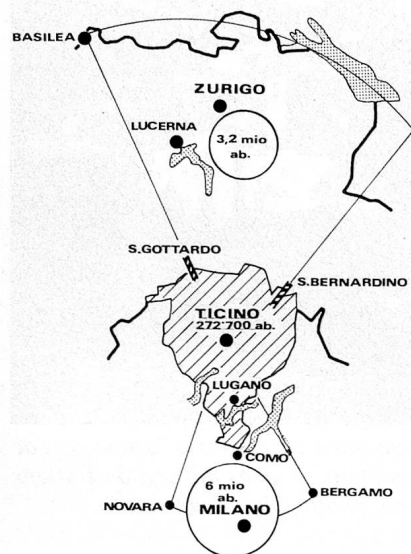 BASILEA
ZURIGO
LUCERNA
3,2 mio
ab.
S.GOTTARDO
S.BERNARDINO
TICINO
272'700 ab.
LUGANO
COMO
6 mio
ab.
MILANO
NOVARA
BERGAMO